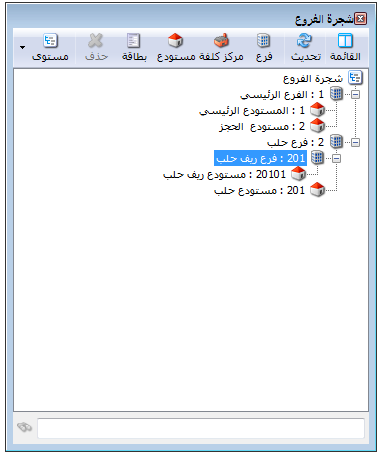 شجرة الفروع
القائمة تحديث فرع مركز كلفة مستودع بطاقة حذف مستوى
شجرة الفروع
1 : الفرع الرئيسي
1 : المستودع الرئيسي
2 : مستودع الحجز
2 : فرع حلب
201 : فرع ريف حلب
20101 : مستودع ريف حلب
201 : مستودع حلب